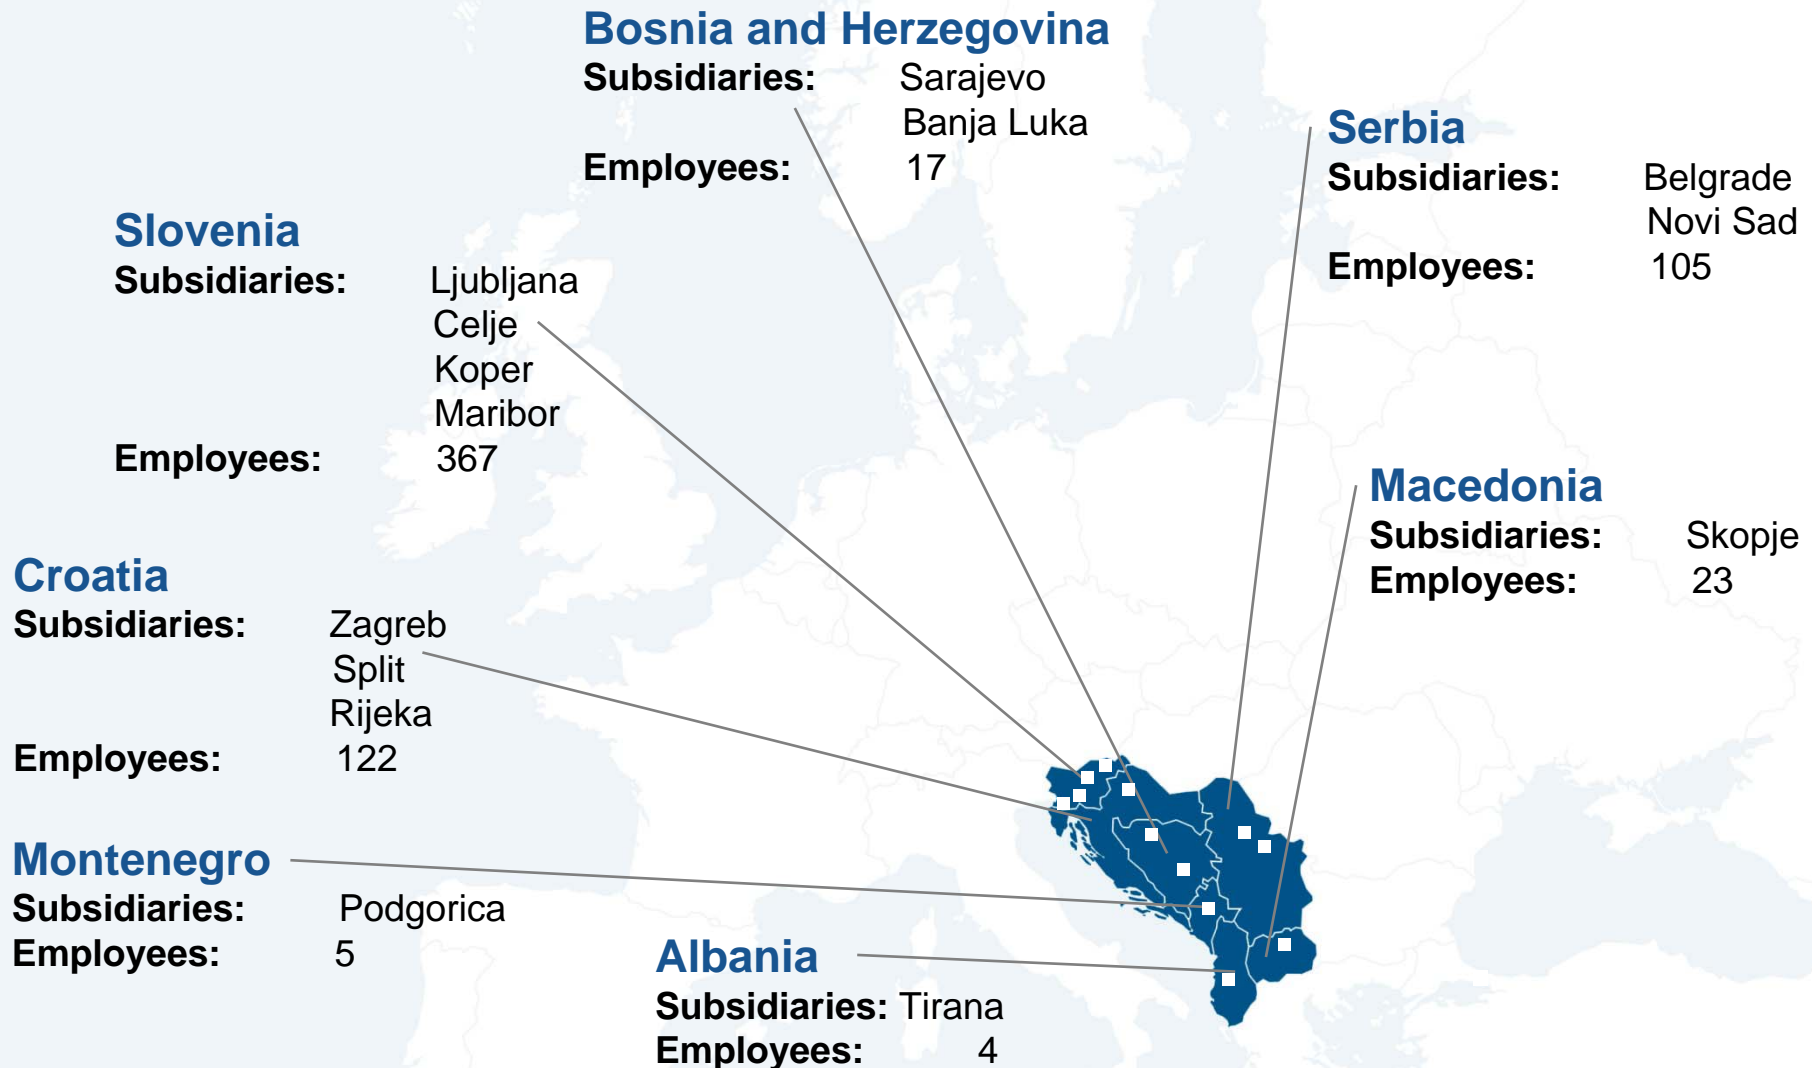 Bosnia and Herzegovina
Subsidiaries: Sarajevo
Banja Luka
Employees: 17
Serbia
Subsidiaries: Belgrade
Novi Sad
Employees: 105
Slovenia
Subsidiaries: Ljubljana
Celje
Koper
Maribor
Employees: 367
Macedonia
Subsidiaries: Skopje
Employees: 23
Croatia
Subsidiaries: Zagreb
Split
Rijeka
Employees: 122
Montenegro
Subsidiaries: Podgorica
Employees: 5
Albania
Subsidiaries: Tirana
Employees: 4